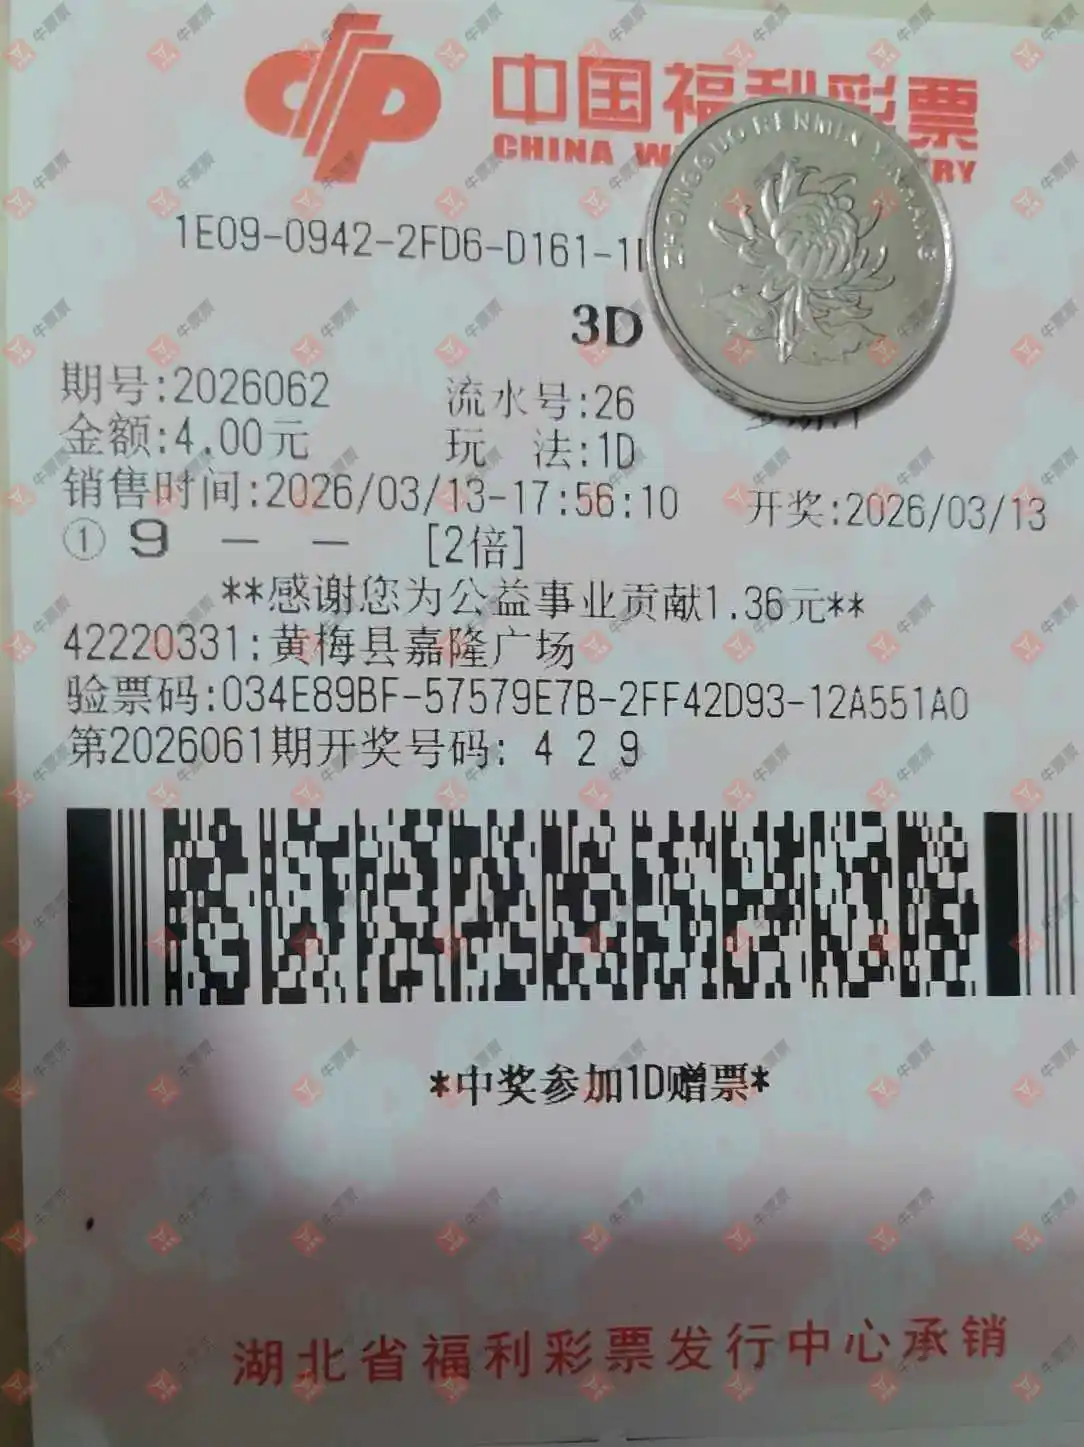 中国福利彩票
CHINA W RY
ZHONGGUO RENMIN YINHANG
1E09-0942-2FD6-D161-1
3D
期号:2026062 流水号:26
金额:4.00元 玩 法:1D
销售时间:2026/03/13-17:56:10 开奖:2026/03/13
① 9 — — [2倍]
**感谢您为公益事业贡献1.36元**
42220331:黄梅县嘉隆广场
验票码:034E89BF-57579E7B-2FF42D93-12A551A0
第2026061期开奖号码: 4 2 9
*中奖参加1D赠票*
湖北省福利彩票发行中心承销
牛票票